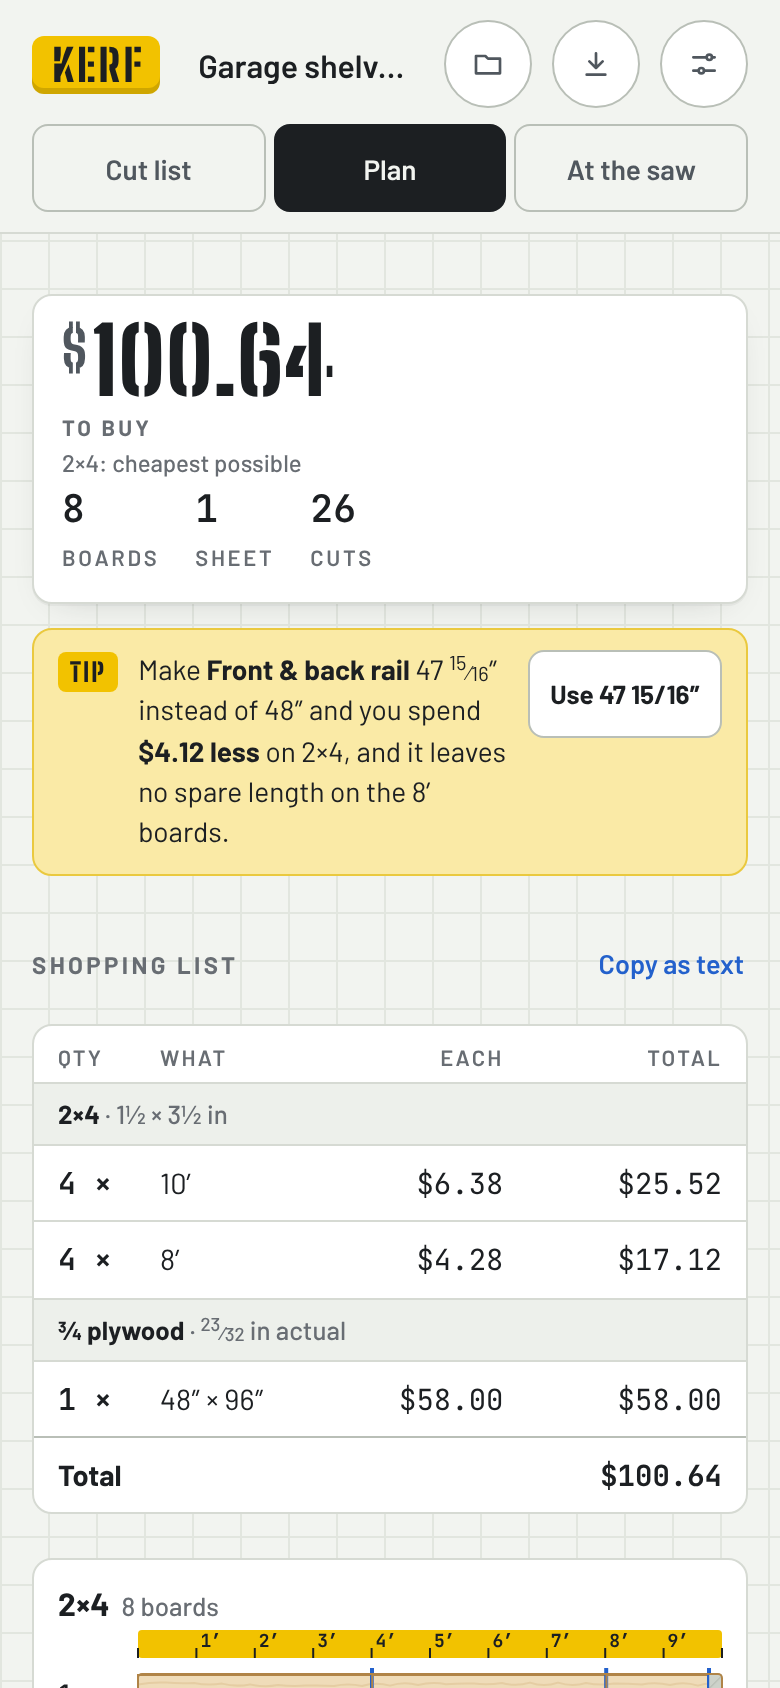 KERF
Garage shelv...
Cut list
Plan
At the saw
$100.64
TO BUY
2×4: cheapest possible
8 1 26
BOARDS SHEET CUTS
TIP
Make Front & back rail 47 15⁄16″
instead of 48″ and you spend
$4.12 less on 2×4, and it leaves
no spare length on the 8′
boards.
Use 47 15/16″
SHOPPING LIST
Copy as text
QTY WHAT EACH TOTAL
2×4 · 1½ × 3½ in
4 × 10′ $6.38 $25.52
4 × 8′ $4.28 $17.12
¾ plywood · 23⁄32 in actual
1 × 48″ × 96″ $58.00 $58.00
Total $100.64
2×4 8 boards
1′ 2′ 3′ 4′ 5′ 6′ 7′ 8′ 9′